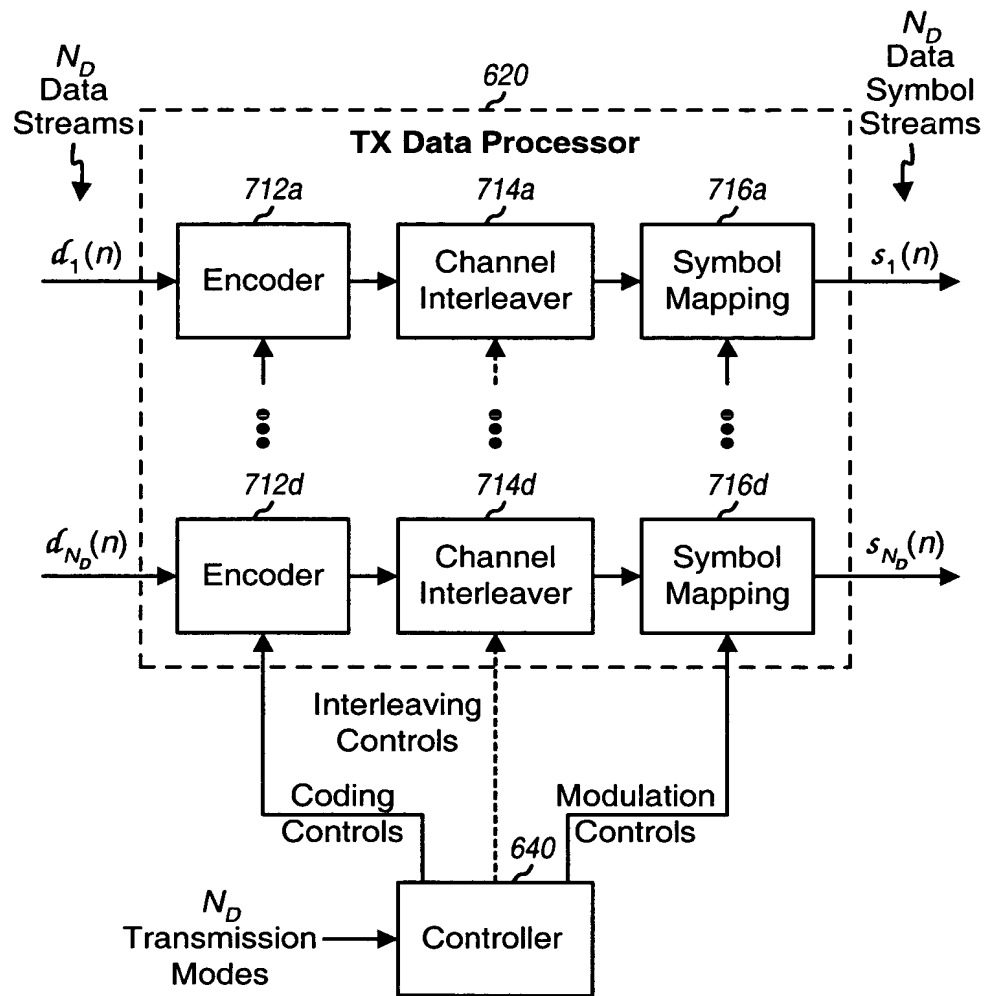 N_D
Data
Streams
N_D
Data
Symbol
Streams
620
TX Data Processor
712a
714a
716a
d_1(n)
Encoder
Channel
Interleaver
Symbol
Mapping
s_1(n)
712d
714d
716d
d_{N_D}(n)
Encoder
Channel
Interleaver
Symbol
Mapping
s_{N_D}(n)
Interleaving
Controls
Coding
Controls
Modulation
Controls
640
N_D
Transmission
Modes
Controller